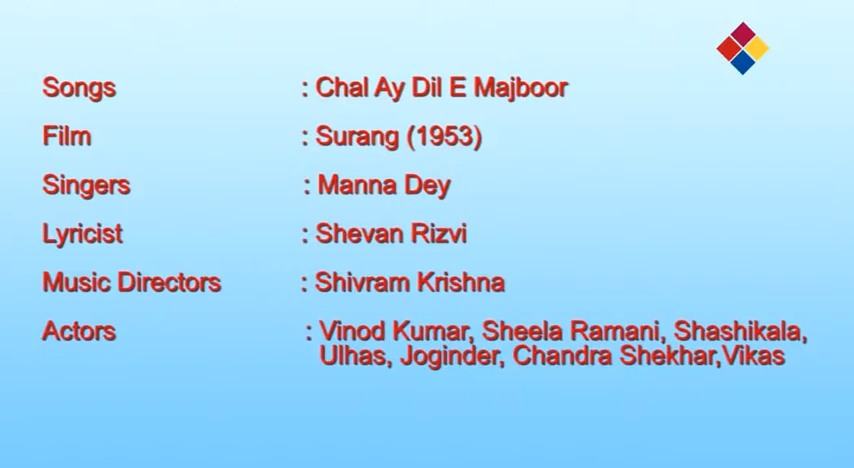 Songs : Chal Ay Dil E Majboor
Film : Surang (1953)
Singers : Manna Dey
Lyricist : Shevan Rizvi
Music Directors : Shivram Krishna
Actors : Vinod Kumar, Sheela Ramani, Shashikala,
Ulhas, Joginder, Chandra Shekhar,Vikas